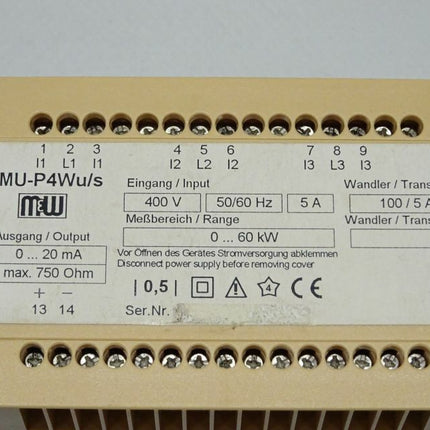 1 2 3 4 5 6 7 8 9
I1 L1 I1 I2 L2 I2 I3 L3 I3
MU-P4Wu/s
Eingang / Input
Wandler / Trans
400 V 50/60 Hz 5 A 100 / 5 A
M&W
Meßbereich / Range
Wandler / Trans
Ausgang / Output
0 ... 60 kW
0 ... 20 mA
Vor Öffnen des Gerätes Stromversorgung abklemmen
max. 750 Ohm
Disconnect power supply before removing cover
+ −
|0,5| 4 CE
13 14
Ser.Nr.